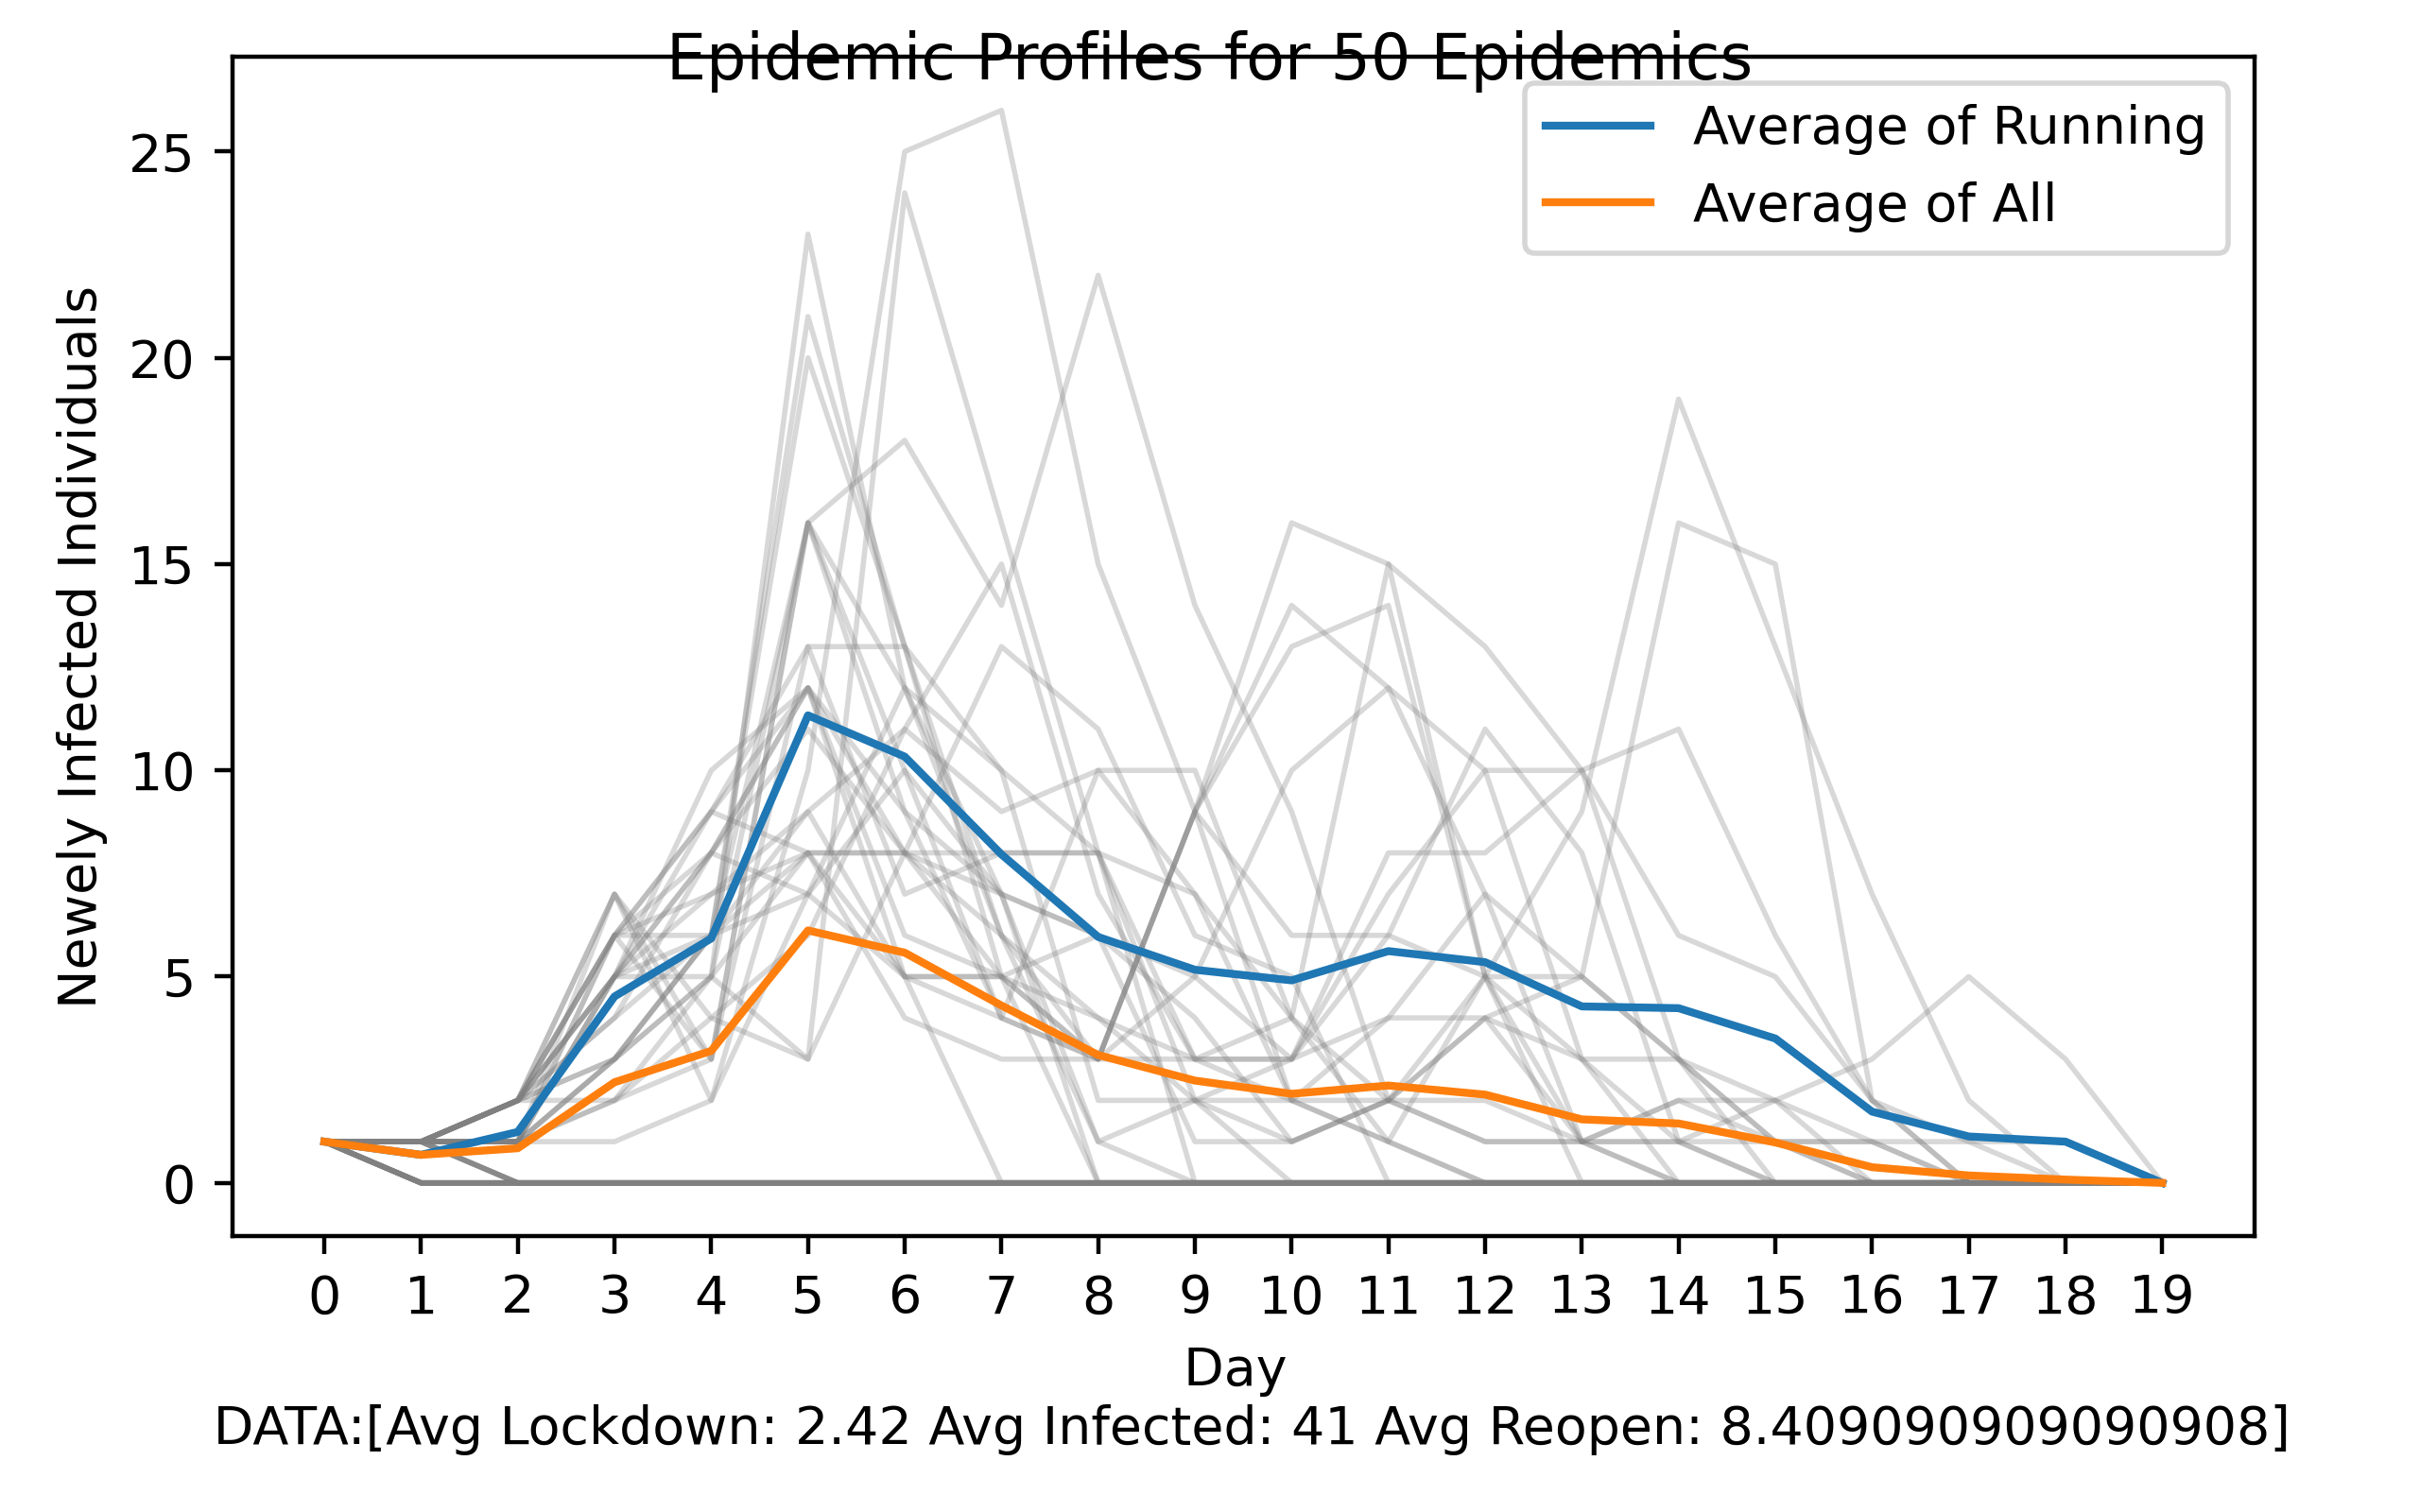 Epidemic Profiles for 50 Epidemics
Average of Running
Average of All
Newely Infected Individuals
25
20
15
10
5
0
0 1 2 3 4 5 6 7 8 9 10 11 12 13 14 15 16 17 18 19
Day
DATA:[Avg Lockdown: 2.42 Avg Infected: 41 Avg Reopen: 8.409090909090908]